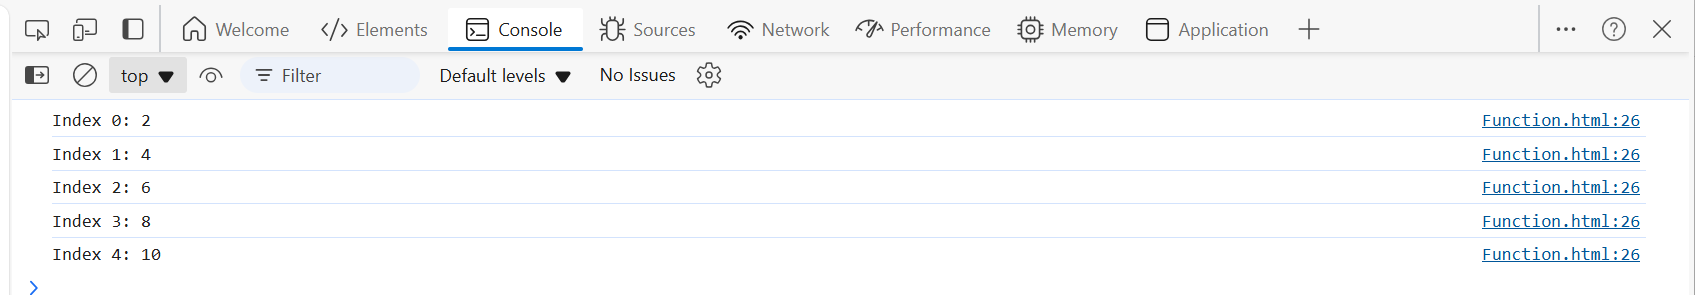 Welcome Elements Console Sources Network Performance Memory Application
top Filter Default levels No Issues
Index 0: 2 Function.html:26
Index 1: 4 Function.html:26
Index 2: 6 Function.html:26
Index 3: 8 Function.html:26
Index 4: 10 Function.html:26